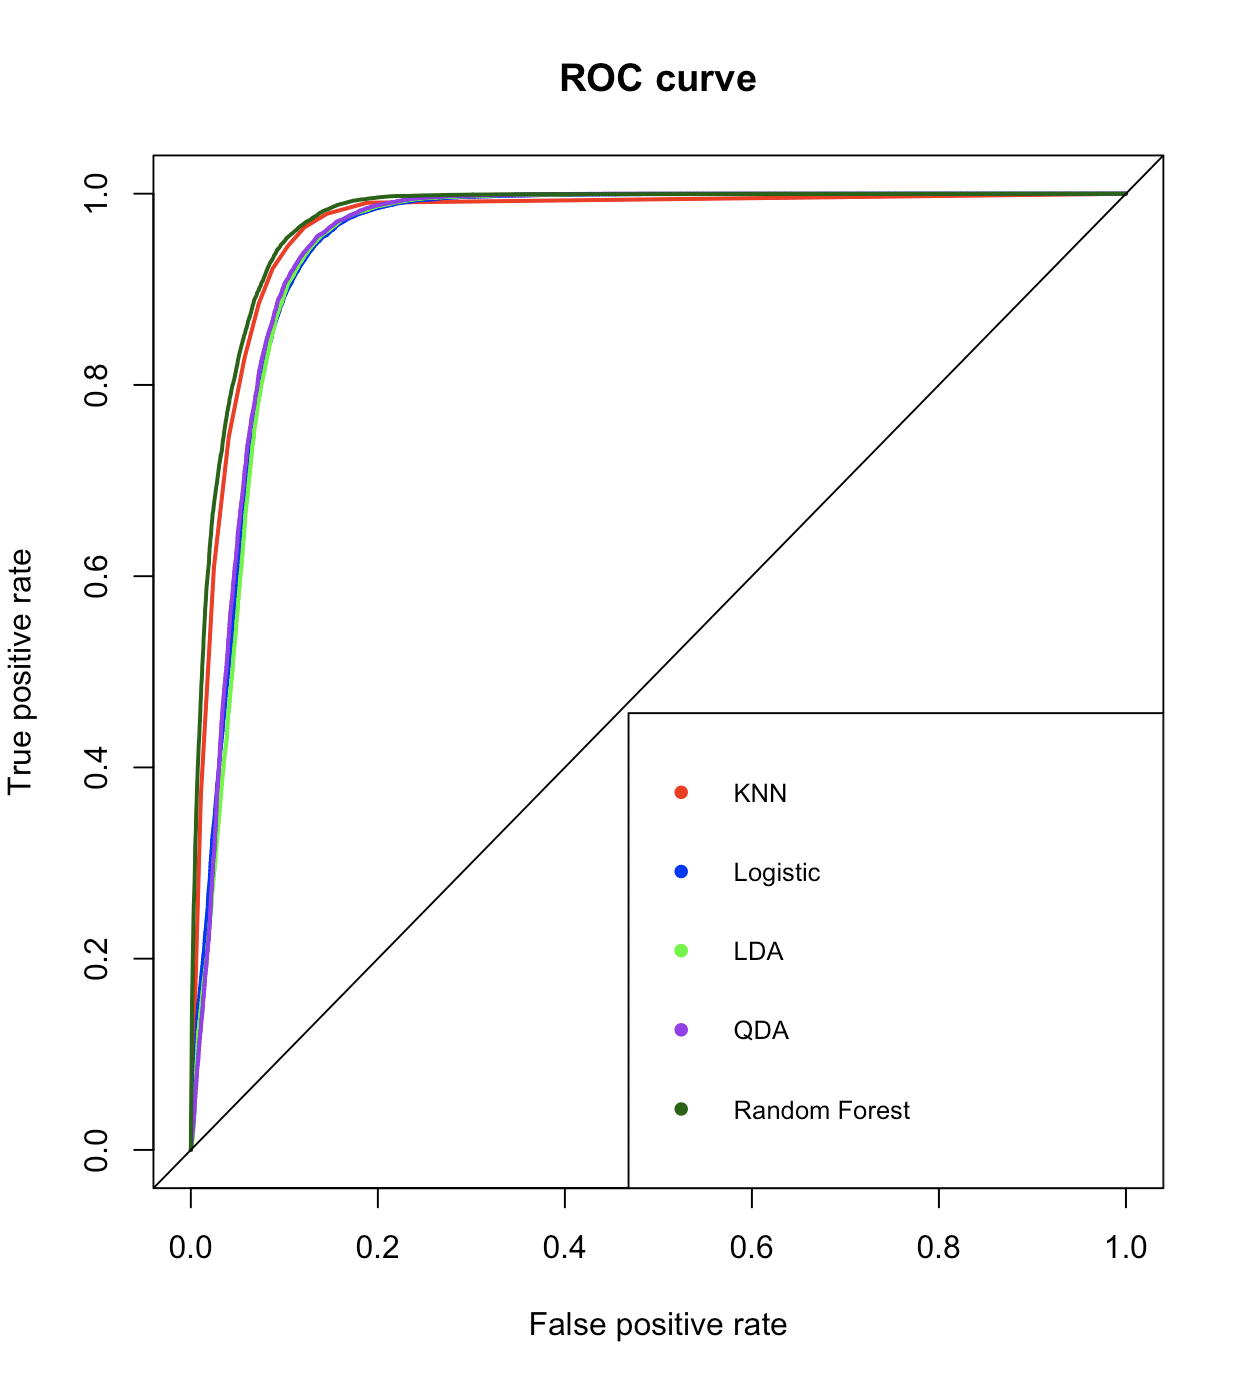 ROC curve
True positive rate
1.0
0.8
0.6
0.4
0.2
0.0
KNN
Logistic
LDA
QDA
Random Forest
0.0 0.2 0.4 0.6 0.8 1.0
False positive rate